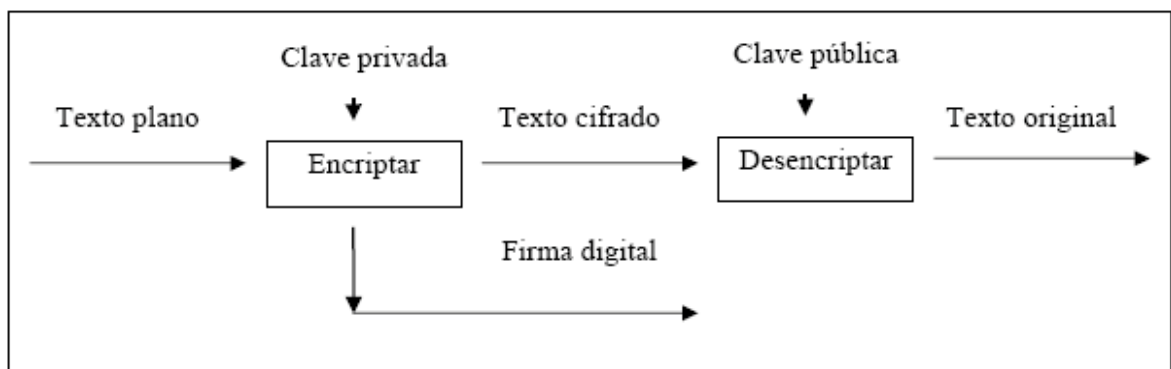 Clave privada
Clave pública
Texto plano
Texto cifrado
Texto original
Encriptar
Desencriptar
Firma digital